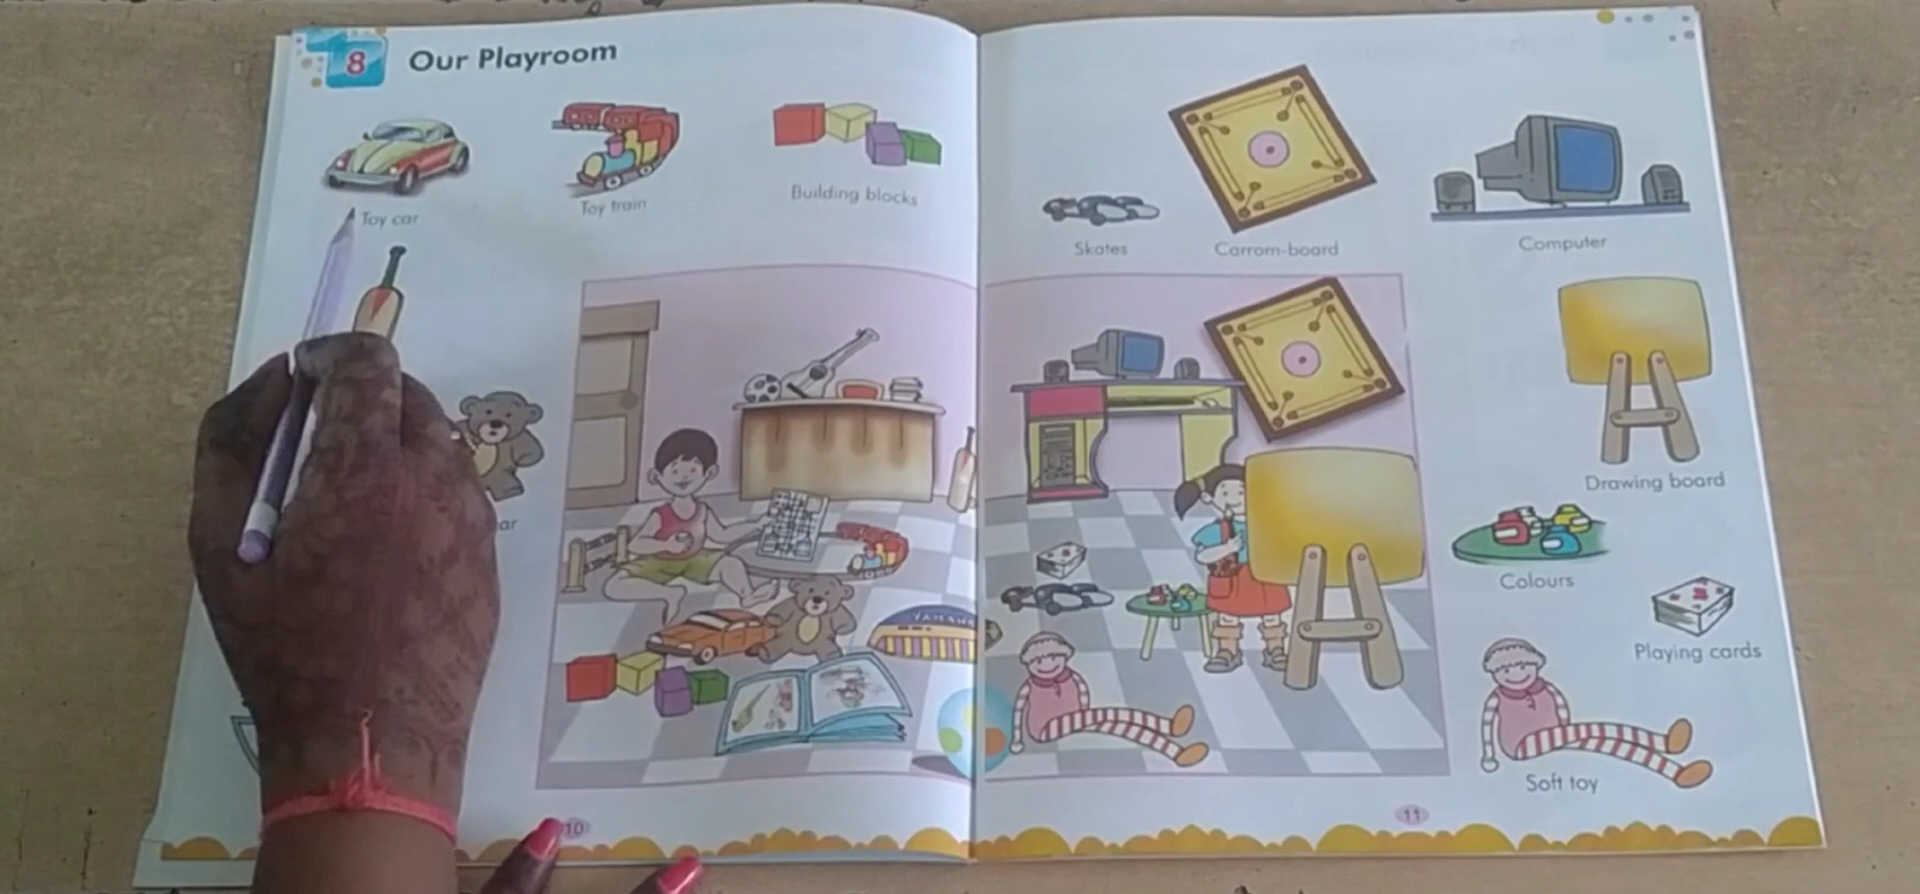 8 Our Playroom
Toy car
Toy train
Building blocks
Skates
Carrom-board
Computer
Drawing board
Colours
Playing cards
Soft toy
YAMAHA
10
11